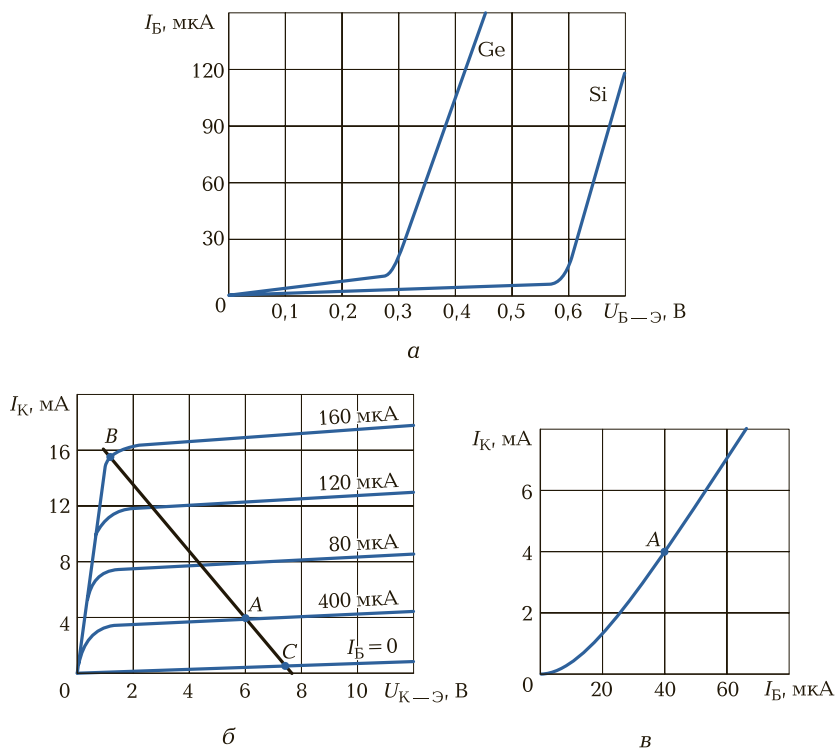 I_Б, мкА
Ge
Si
120
90
60
30
0
0,1 0,2 0,3 0,4 0,5 0,6 U_Б—Э, В
а
I_К, мА
B
160 мкА
16
120 мкА
12
80 мкА
8
A
400 мкА
4
C
I_Б = 0
0 2 4 6 8 10 U_К—Э, В
б
I_К, мА
6
A
4
2
0
20 40 60 I_Б, мкА
в